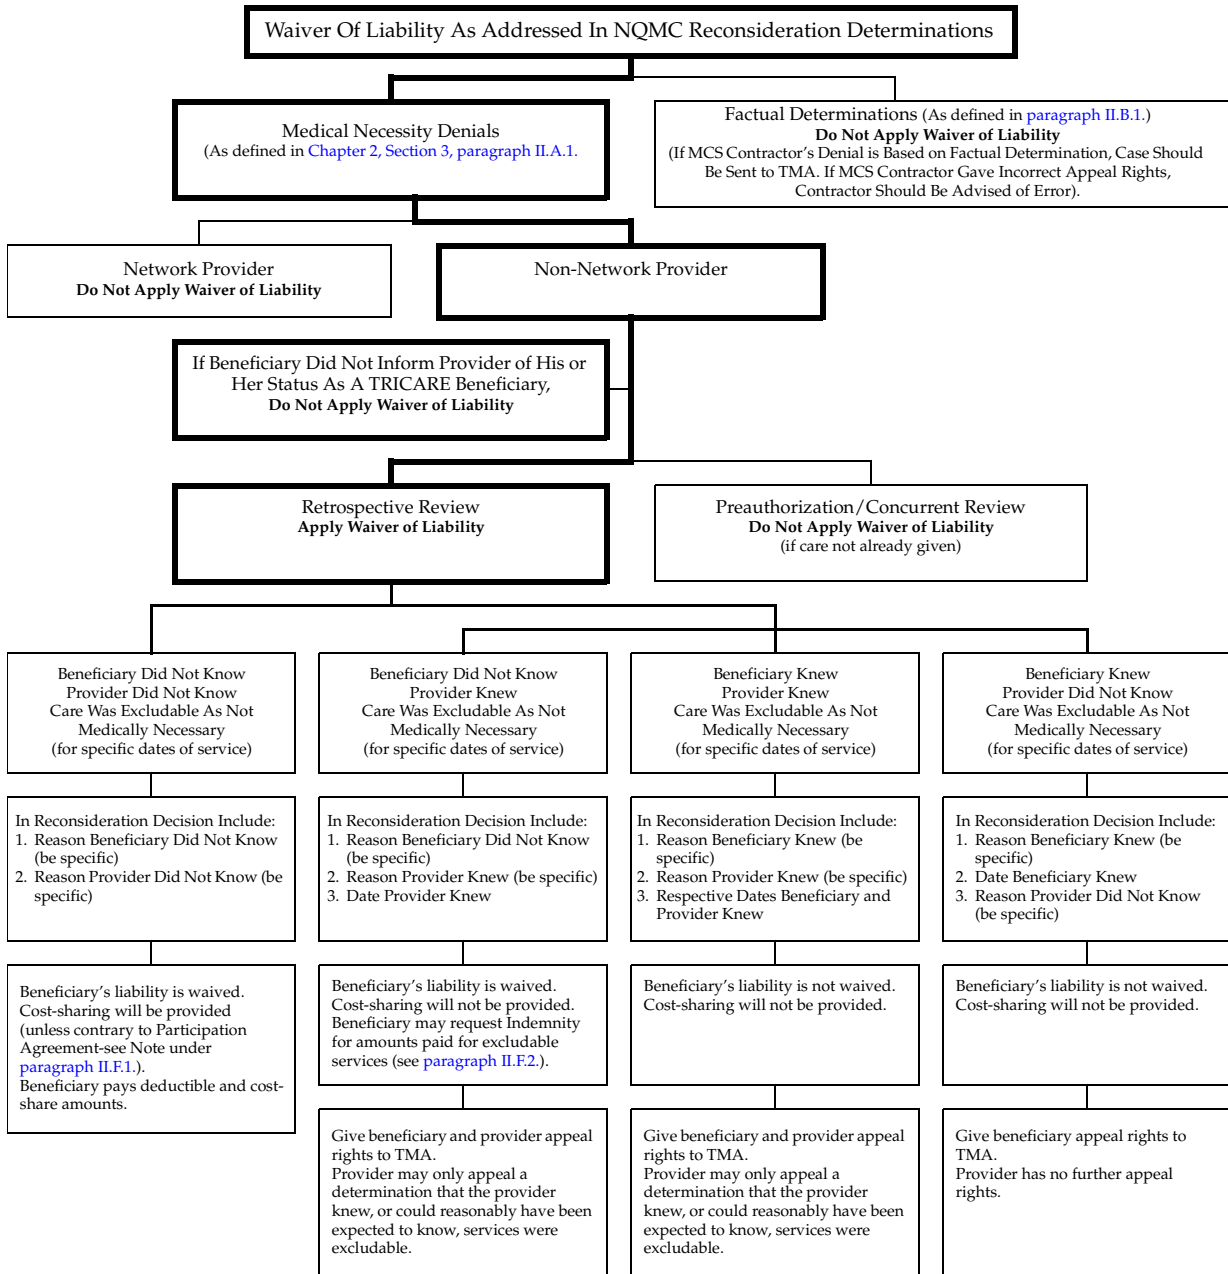 Waiver Of Liability As Addressed In NQMC Reconsideration Determinations
Medical Necessity Denials
(As defined in Chapter 2, Section 3, paragraph II.A.1.
Factual Determinations (As defined in paragraph II.B.1.)
Do Not Apply Waiver of Liability
(If MCS Contractor's Denial is Based on Factual Determination, Case Should
Be Sent to TMA. If MCS Contractor Gave Incorrect Appeal Rights,
Contractor Should Be Advised of Error).
Network Provider
Do Not Apply Waiver of Liability
Non-Network Provider
If Beneficiary Did Not Inform Provider of His or
Her Status As A TRICARE Beneficiary,
Do Not Apply Waiver of Liability
Retrospective Review
Apply Waiver of Liability
Preauthorization/Concurrent Review
Do Not Apply Waiver of Liability
(if care not already given)
Beneficiary Did Not Know
Provider Did Not Know
Care Was Excludable As Not
Medically Necessary
(for specific dates of service)
Beneficiary Did Not Know
Provider Knew
Care Was Excludable As Not
Medically Necessary
(for specific dates of service)
Beneficiary Knew
Provider Knew
Care Was Excludable As Not
Medically Necessary
(for specific dates of service)
Beneficiary Knew
Provider Did Not Know
Care Was Excludable As Not
Medically Necessary
(for specific dates of service)
In Reconsideration Decision Include:
1. Reason Beneficiary Did Not Know
(be specific)
2. Reason Provider Did Not Know (be
specific)
In Reconsideration Decision Include:
1. Reason Beneficiary Did Not Know
(be specific)
2. Reason Provider Knew (be specific)
3. Date Provider Knew
In Reconsideration Decision Include:
1. Reason Beneficiary Knew (be
specific)
2. Reason Provider Knew (be specific)
3. Respective Dates Beneficiary and
Provider Knew
In Reconsideration Decision Include:
1. Reason Beneficiary Knew (be
specific)
2. Date Beneficiary Knew
3. Reason Provider Did Not Know
(be specific)
Beneficiary's liability is waived.
Cost-sharing will be provided
(unless contrary to Participation
Agreement-see Note under
paragraph II.F.1.).
Beneficiary pays deductible and cost-
share amounts.
Beneficiary's liability is waived.
Cost-sharing will not be provided.
Beneficiary may request Indemnity
for amounts paid for excludable
services (see paragraph II.F.2.).
Beneficiary's liability is not waived.
Cost-sharing will not be provided.
Beneficiary's liability is not waived.
Cost-sharing will not be provided.
Give beneficiary and provider appeal
rights to TMA.
Provider may only appeal a
determination that the provider
knew, or could reasonably have been
expected to know, services were
excludable.
Give beneficiary and provider appeal
rights to TMA.
Provider may only appeal a
determination that the provider
knew, or could reasonably have been
expected to know, services were
excludable.
Give beneficiary appeal rights to
TMA.
Provider has no further appeal
rights.